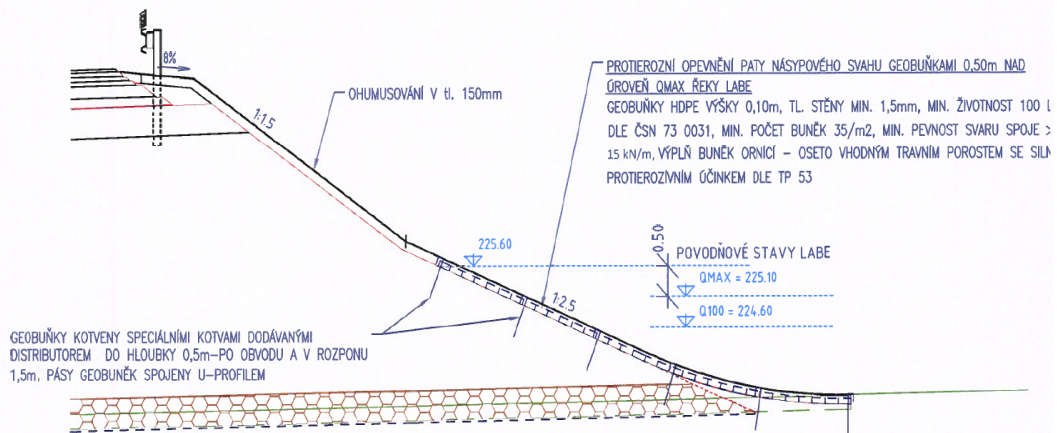 8%
1:1.5
OHUMUSOVÁNÍ V tl. 150mm
PROTIEROZNÍ OPEVNĚNÍ PATY NÁSYPOVÉHO SVAHU GEOBUŇKAMI 0,50m NAD
ÚROVEŇ QMAX ŘEKY LABE
GEOBUŇKY HDPE VÝŠKY 0,10m, TL. STĚNY MIN. 1,5mm, MIN. ŽIVOTNOST 100 L
DLE ČSN 73 0031, MIN. POČET BUNĚK 35/m2, MIN. PEVNOST SVARU SPOJE >
15 kN/m, VÝPLŇ BUNĚK ORNICÍ – OSETO VHODNÝM TRAVNÍM POROSTEM SE SILN
PROTIEROZIVNÍM ÚČINKEM DLE TP 53
225.60
0.50
POVODŇOVÉ STAVY LABE
QMAX = 225.10
Q100 = 224.60
1:2.5
GEOBUŇKY KOTVENY SPECIÁLNÍMI KOTVAMI DODÁVANÝMI
DISTRIBUTOREM DO HLOUBKY 0,5m–PO OBVODU A V ROZPONU
1,5m, PÁSY GEOBUNĚK SPOJENY U–PROFILEM